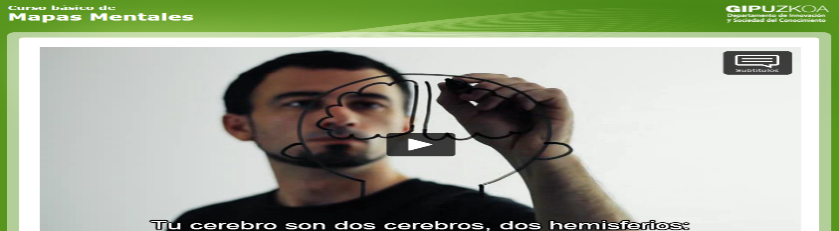 Curso básico de
Mapas Mentales
GIPUZKOA
Departamento de Innovación
y Sociedad del Conocimiento
Subtítulos
Tu cerebro son dos cerebros, dos hemisferios: